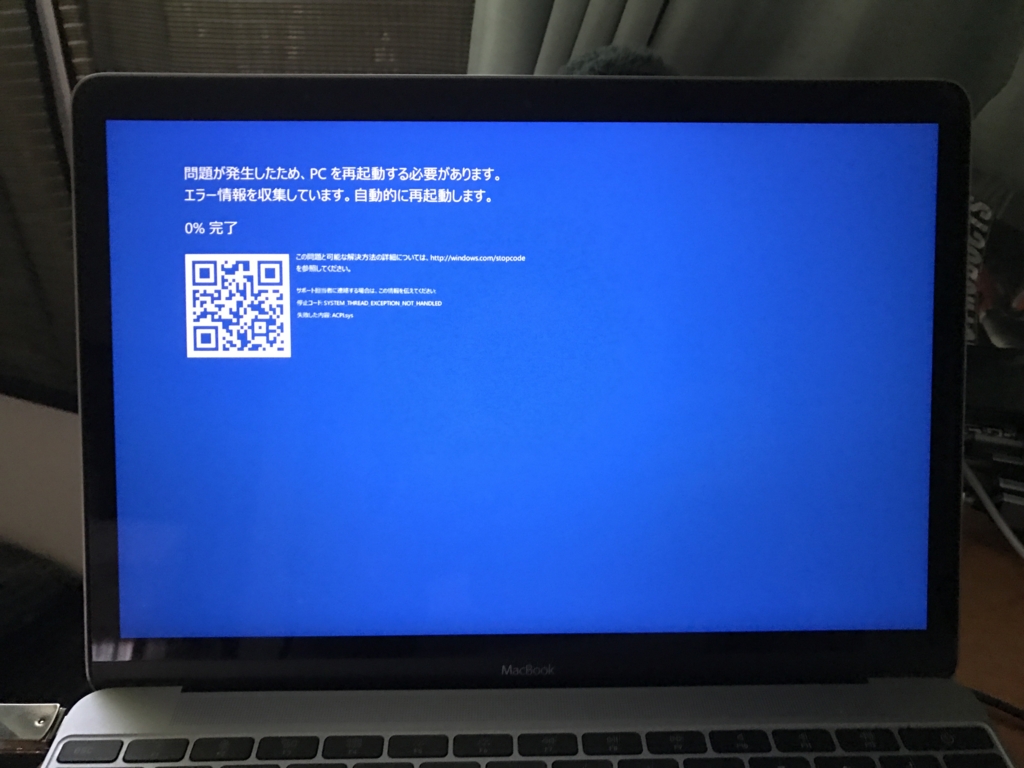 問題が発生したため、PC を再起動する必要があります。
エラー情報を収集しています。自動的に再起動します。
0% 完了
この問題と可能な解決方法の詳細については、http://windows.com/stopcode
を参照してください。
サポート担当者に連絡する場合は、この情報を伝えてください:
停止コード: SYSTEM_THREAD_EXCEPTION_NOT_HANDLED
失敗した内容: ACPI.sys
MacBook